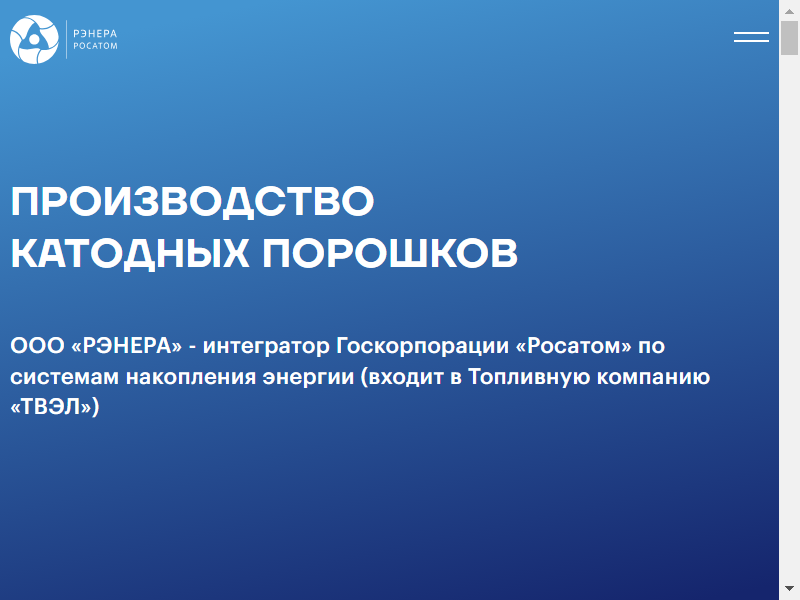 РЭНЕРА
РОСАТОМ
ПРОИЗВОДСТВО
КАТОДНЫХ ПОРОШКОВ
ООО «РЭНЕРА» - интегратор Госкорпорации «Росатом» по
системам накопления энергии (входит в Топливную компанию
«ТВЭЛ»)